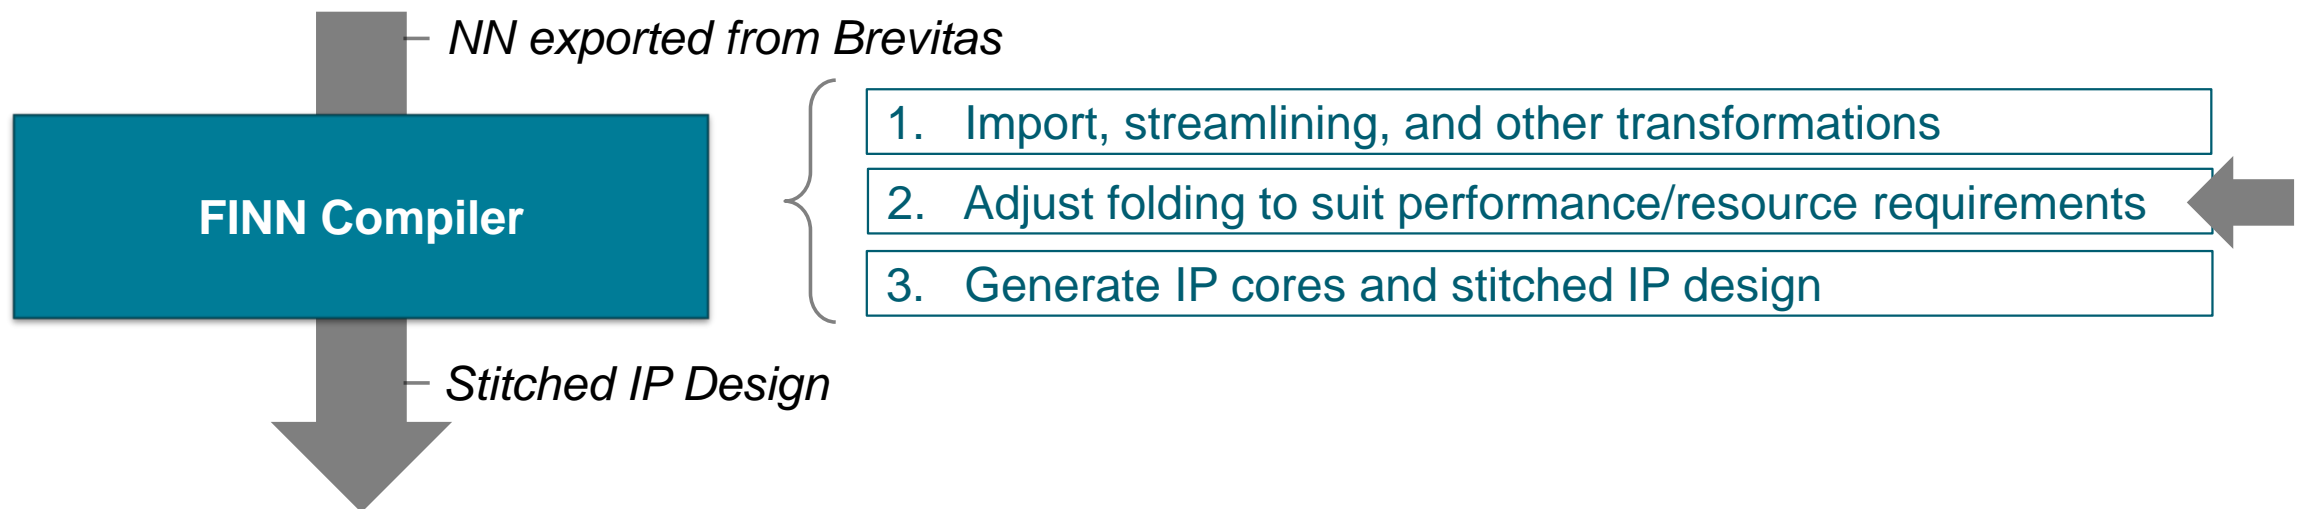 NN exported from Brevitas
FINN Compiler
1. Import, streamlining, and other transformations
2. Adjust folding to suit performance/resource requirements
3. Generate IP cores and stitched IP design
Stitched IP Design